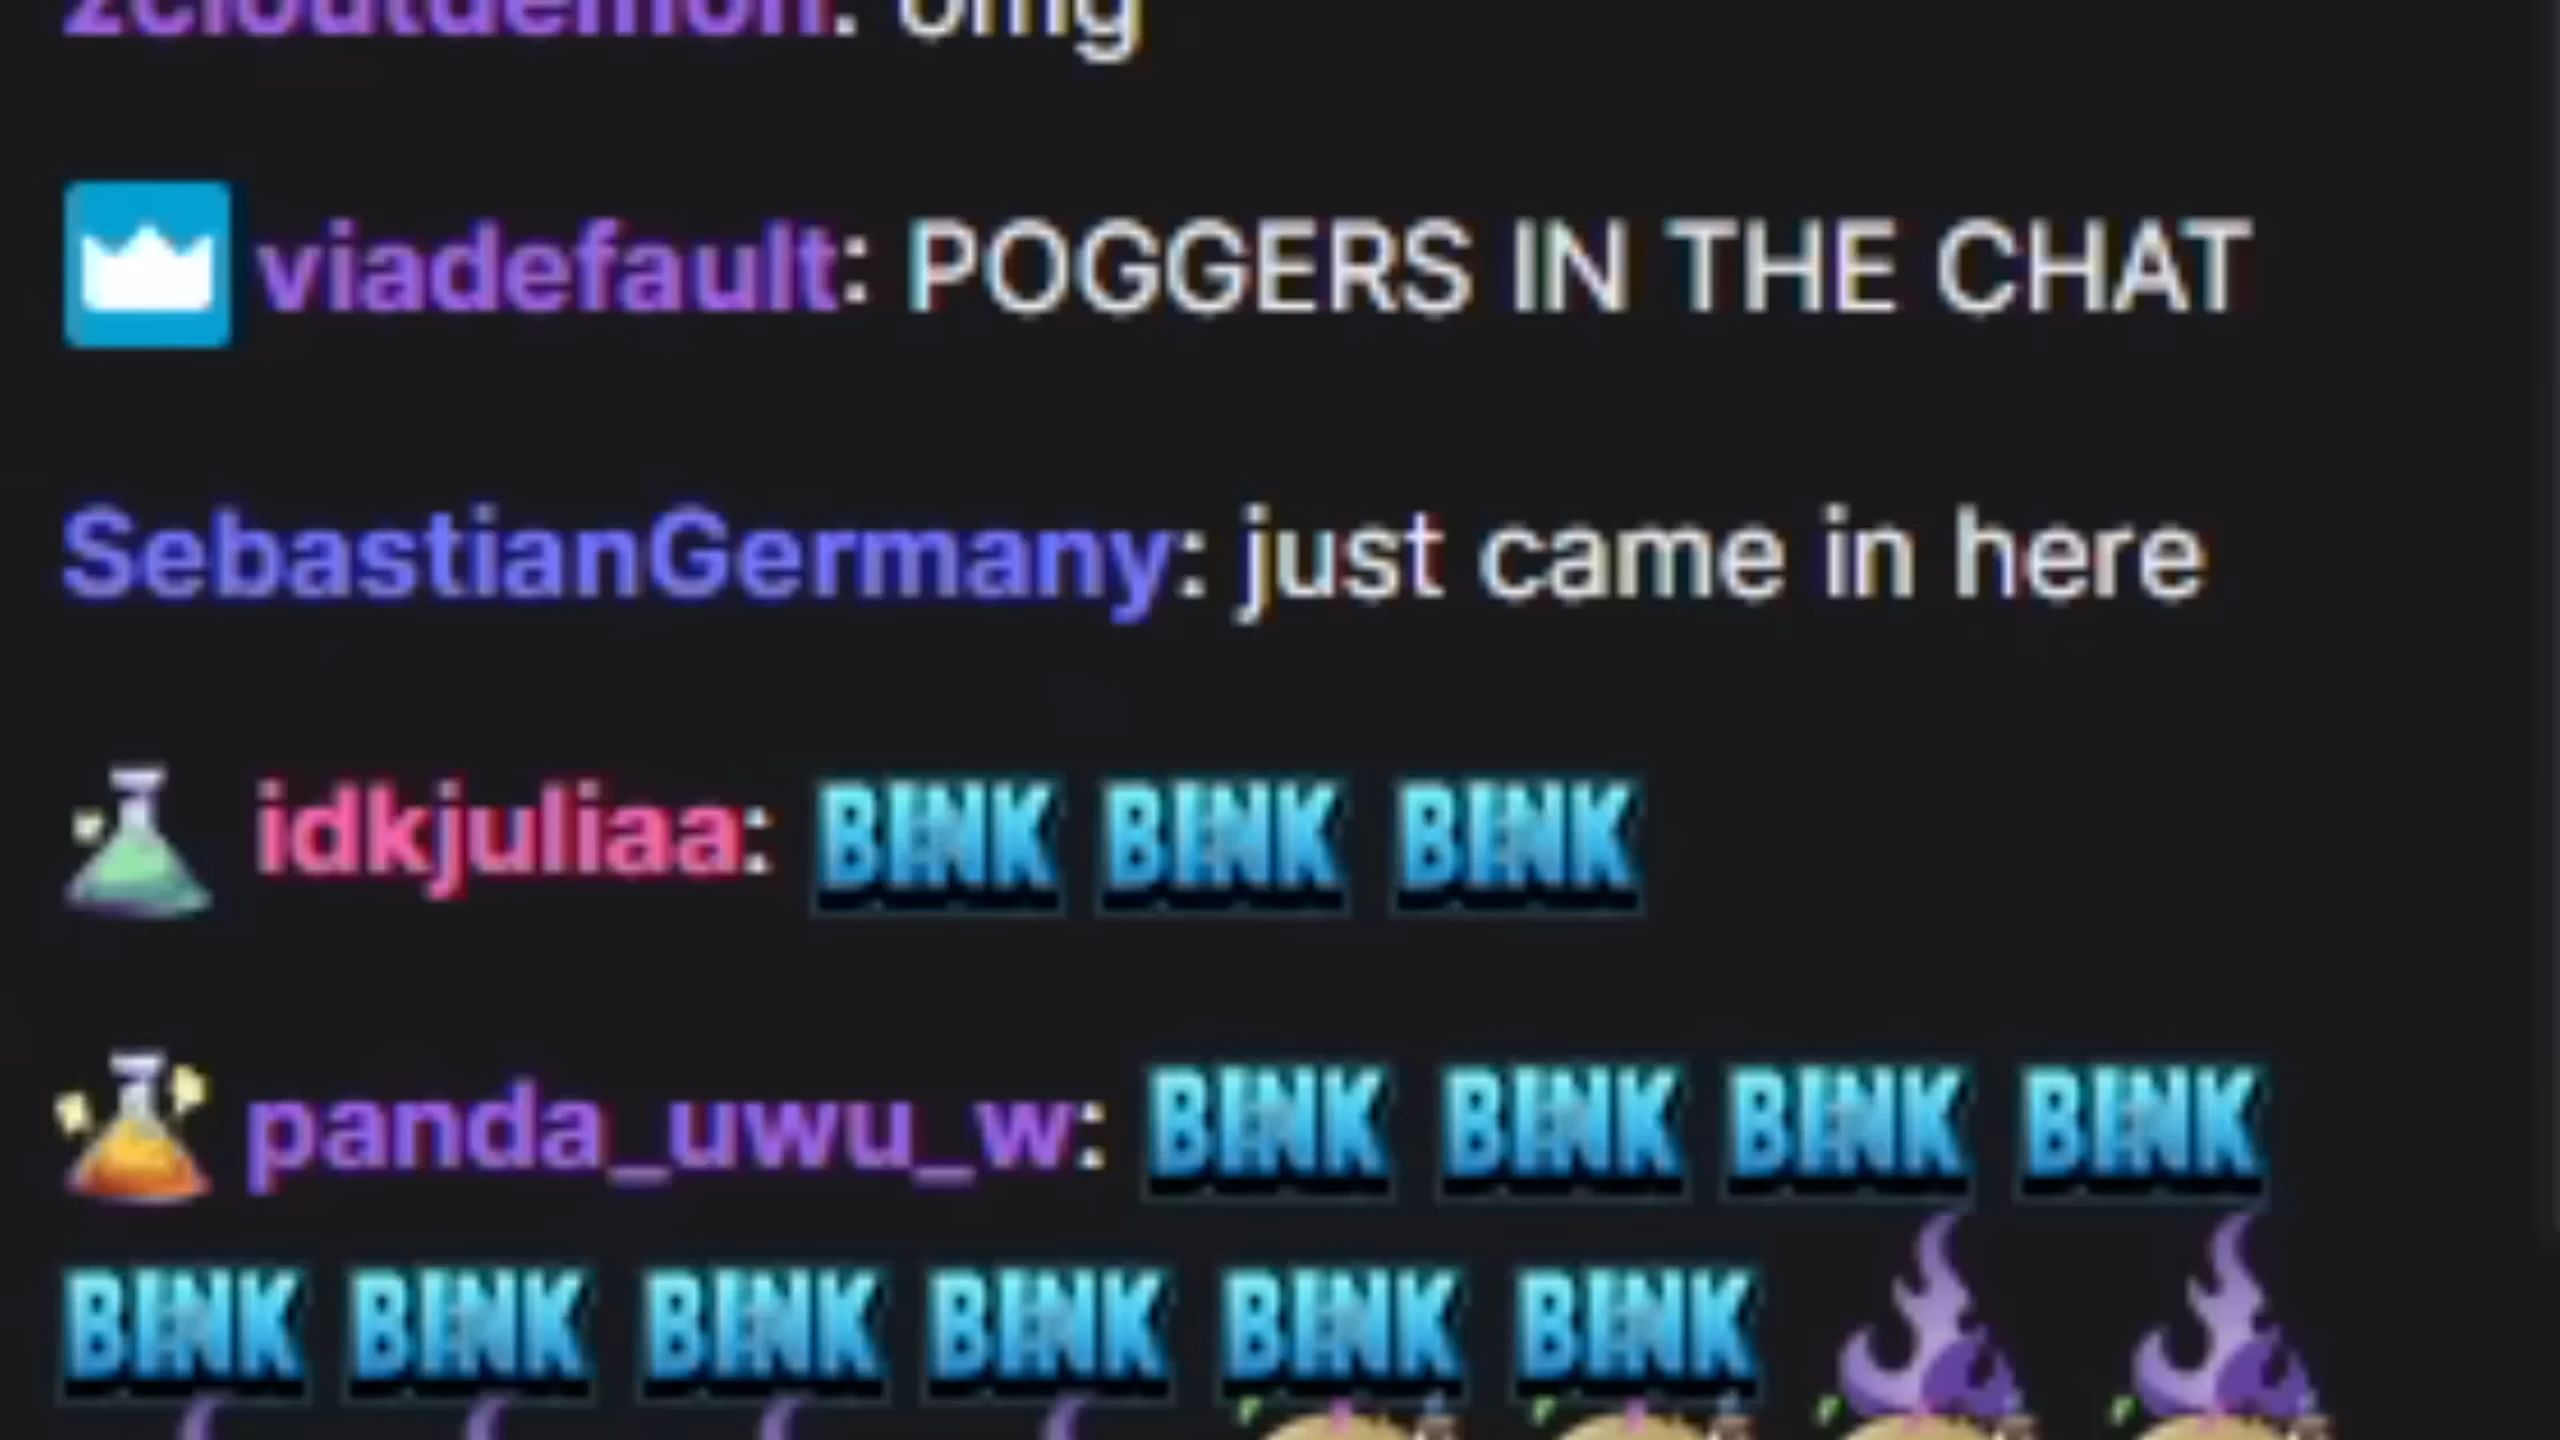 zcloutdemon: omg
viadefault: POGGERS IN THE CHAT
SebastianGermany: just came in here
idkjuliaa: BINK BINK BINK
panda_uwu_w: BINK BINK BINK BINK
BINK BINK BINK BINK BINK BINK